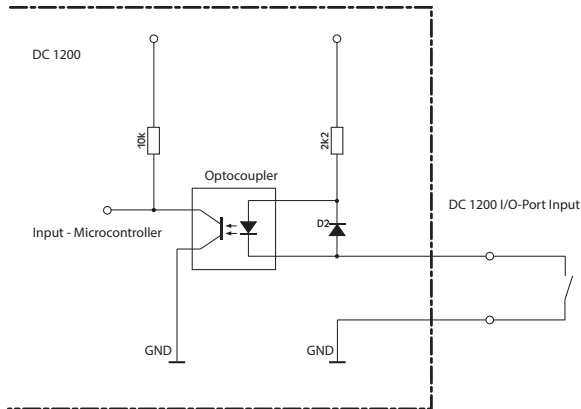 DC 1200
10k
2k2
Optocoupler
DC 1200 I/O-Port Input
D2
Input - Microcontroller
GND
GND